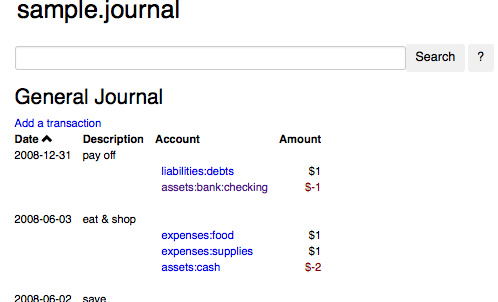 sample.journal
Search ?
General Journal
Add a transaction
Date Description Account Amount
2008-12-31 pay off
liabilities:debts $1
assets:bank:checking $-1
2008-06-03 eat & shop
expenses:food $1
expenses:supplies $1
assets:cash $-2
2008-06-02 save